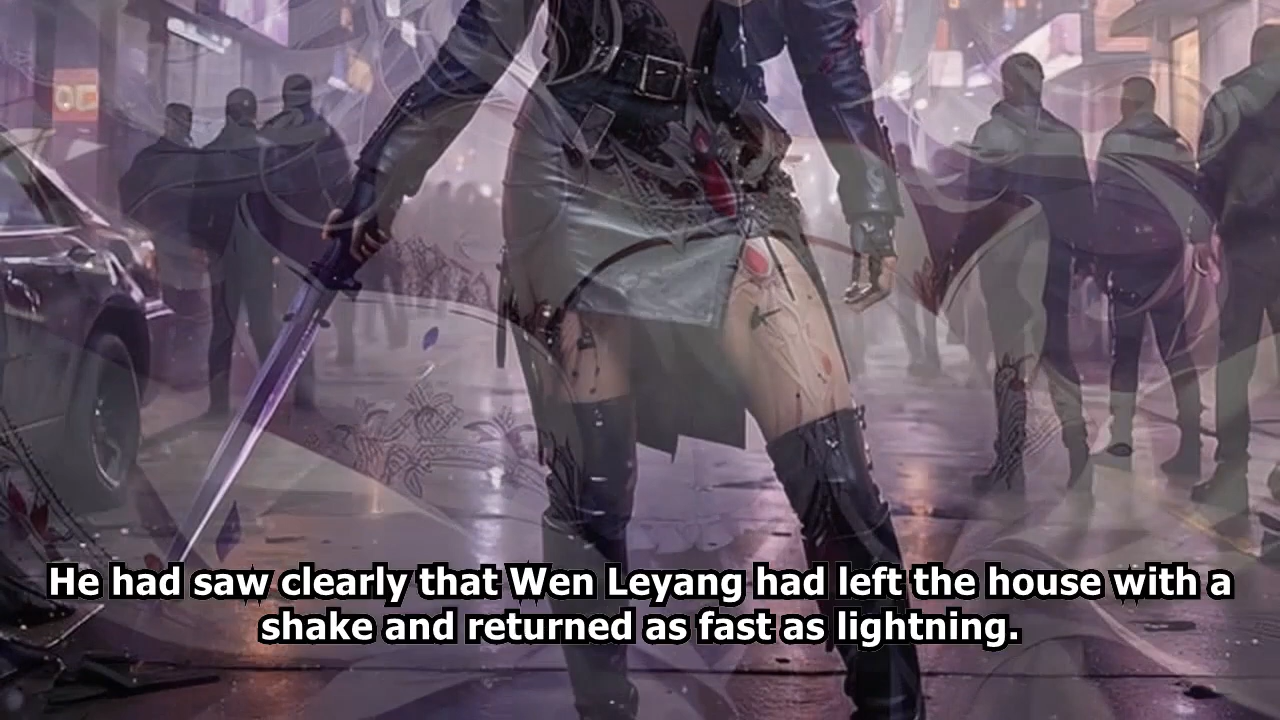 He had saw clearly that Wen Leyang had left the house with a
shake and returned as fast as lightning.